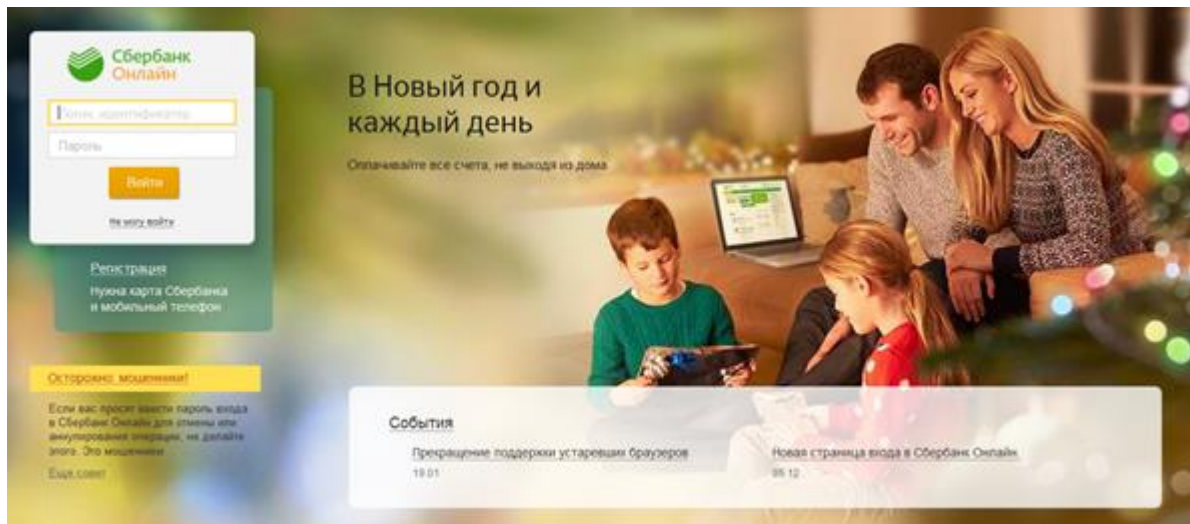 Сбербанк
Онлайн
Логин, идентификатор
Пароль
Войти
Не могу войти
Регистрация
Нужна карта Сбербанка
и мобильный телефон
Осторожно: мошенники!
Если вас просят ввести пароль входа
в Сбербанк Онлайн для отмены или
аннулирования операции, не делайте
этого. Это мошенники
Еще совет
В Новый год и
каждый день
Оплачивайте все счета, не выходя из дома
События
Прекращение поддержки устаревших браузеров
19.01
Новая страница входа в Сбербанк Онлайн
05.12